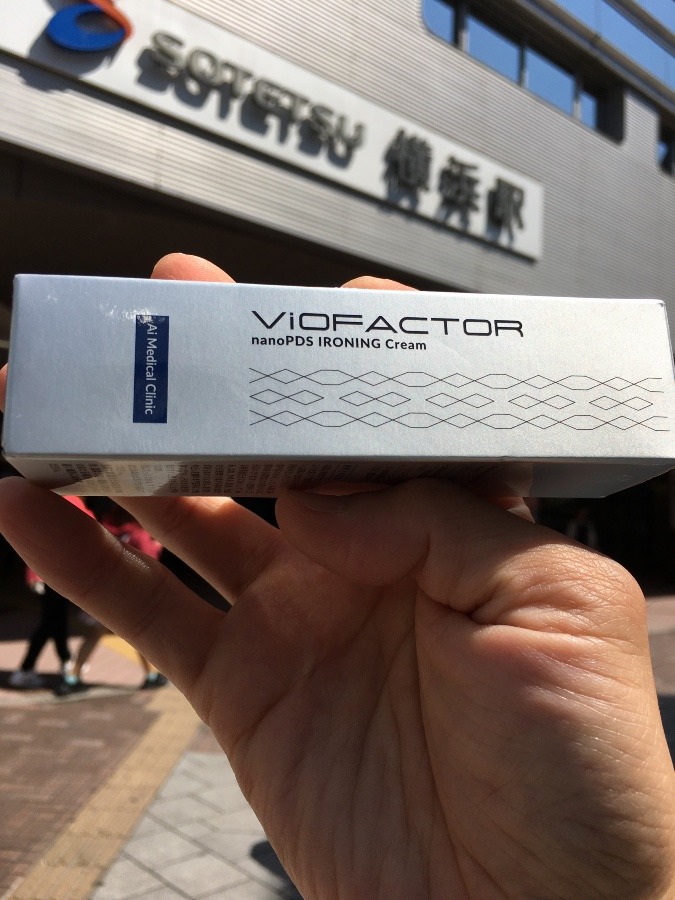 SOTETSU 横浜駅
ViOFACTOR
nanoPDS IRONING Cream
Ai Medical Clinic